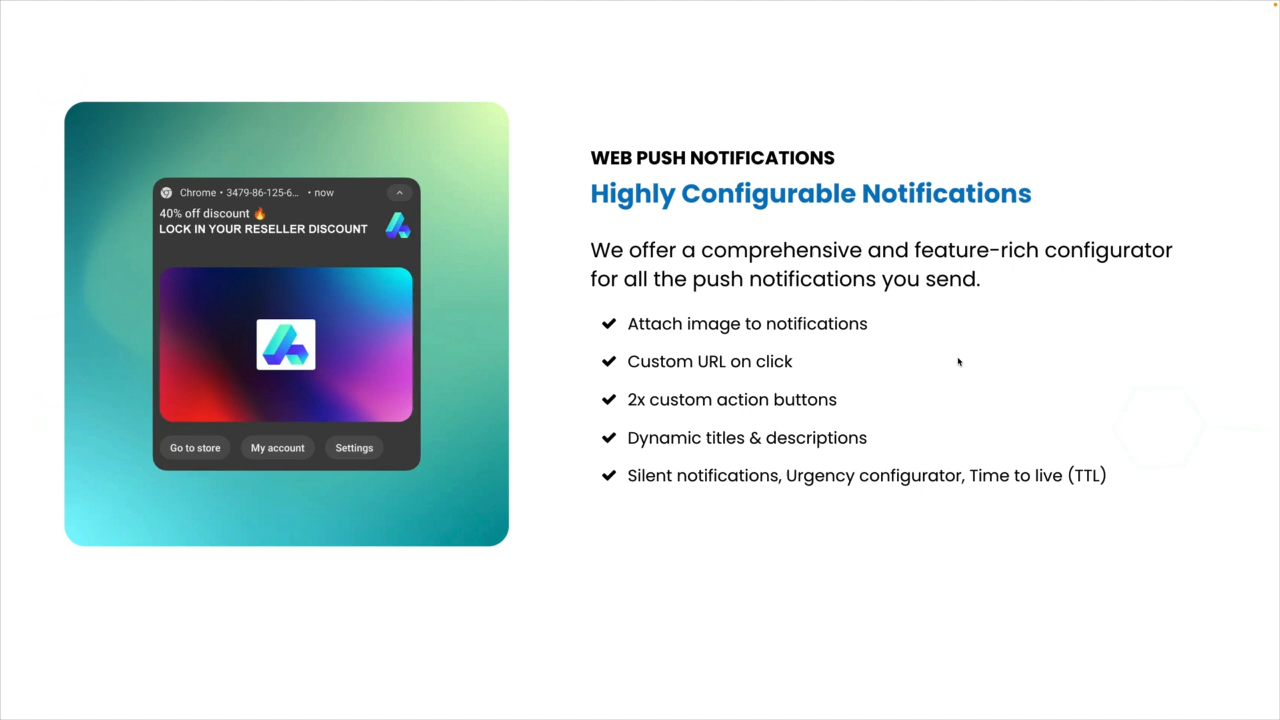 Chrome • 3479-86-125-6... • now
40% off discount 🔥
LOCK IN YOUR RESELLER DISCOUNT
Go to store
My account
Settings
WEB PUSH NOTIFICATIONS
Highly Configurable Notifications
We offer a comprehensive and feature-rich configurator
for all the push notifications you send.
Attach image to notifications
Custom URL on click
2x custom action buttons
Dynamic titles & descriptions
Silent notifications, Urgency configurator, Time to live (TTL)